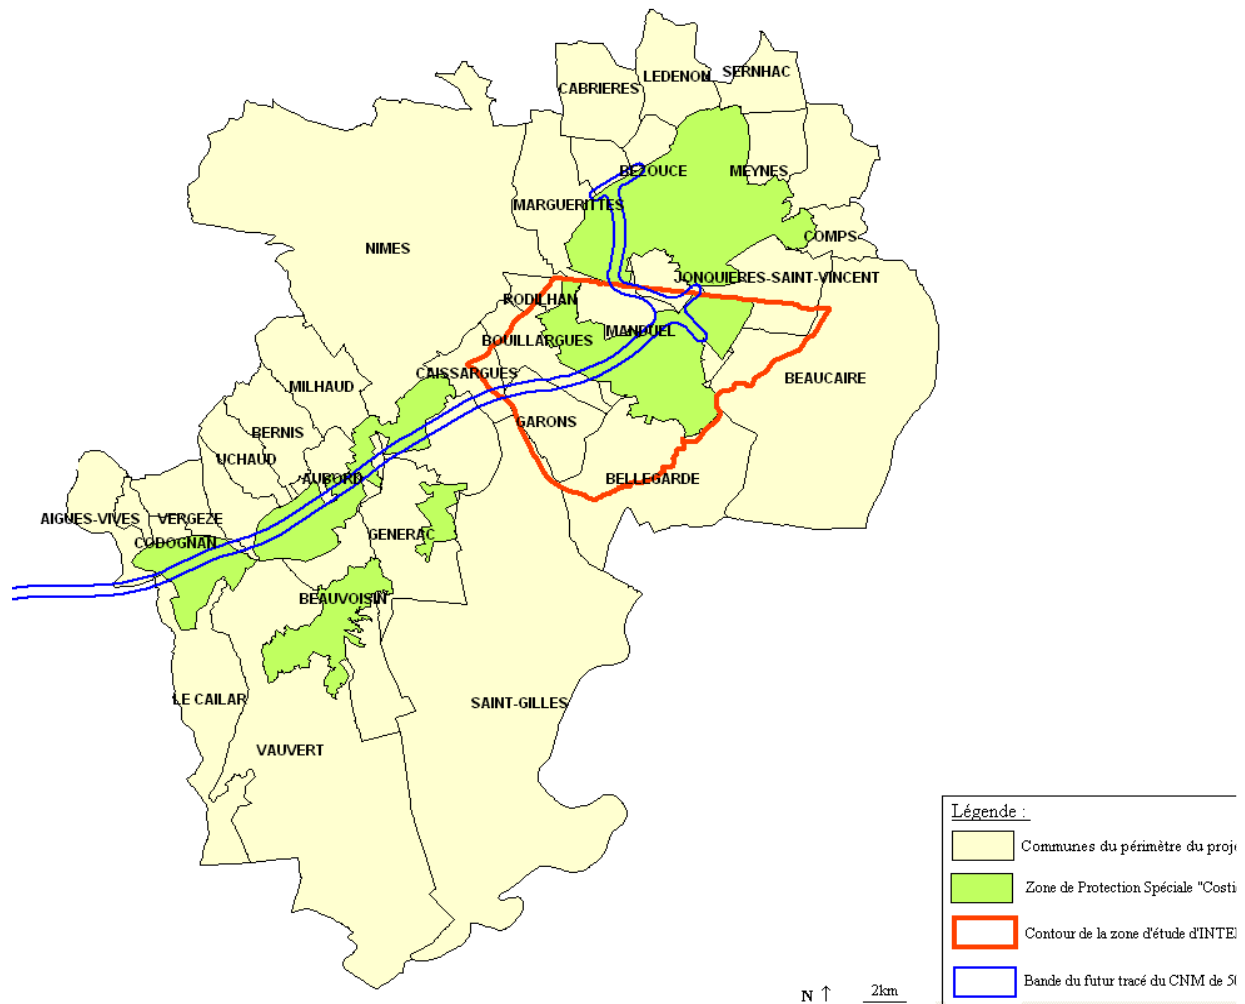 LEDENON
SERNHAC
CABRIERES
BEZOUCE
MEYNES
MARGUERITTES
COMPS
NIMES
JONQUIERES-SAINT-VINCENT
RODILHAN
MANDUEL
BOUILLARGUES
CAISSARGUES
BEAUCAIRE
MILHAUD
GARONS
BERNIS
UCHAUD
AUBORD
BELLEGARDE
AIGUES-VIVES
VERGEZE
GENERAC
CODOGNAN
BEAUVOISIN
LE CAILAR
SAINT-GILLES
VAUVERT
Légende :
Communes du périmètre du proje
Zone de Protection Spéciale "Costi
Contour de la zone d'étude d'INTE
Bande du futur tracé du CNM de 50
N ↑ 2km